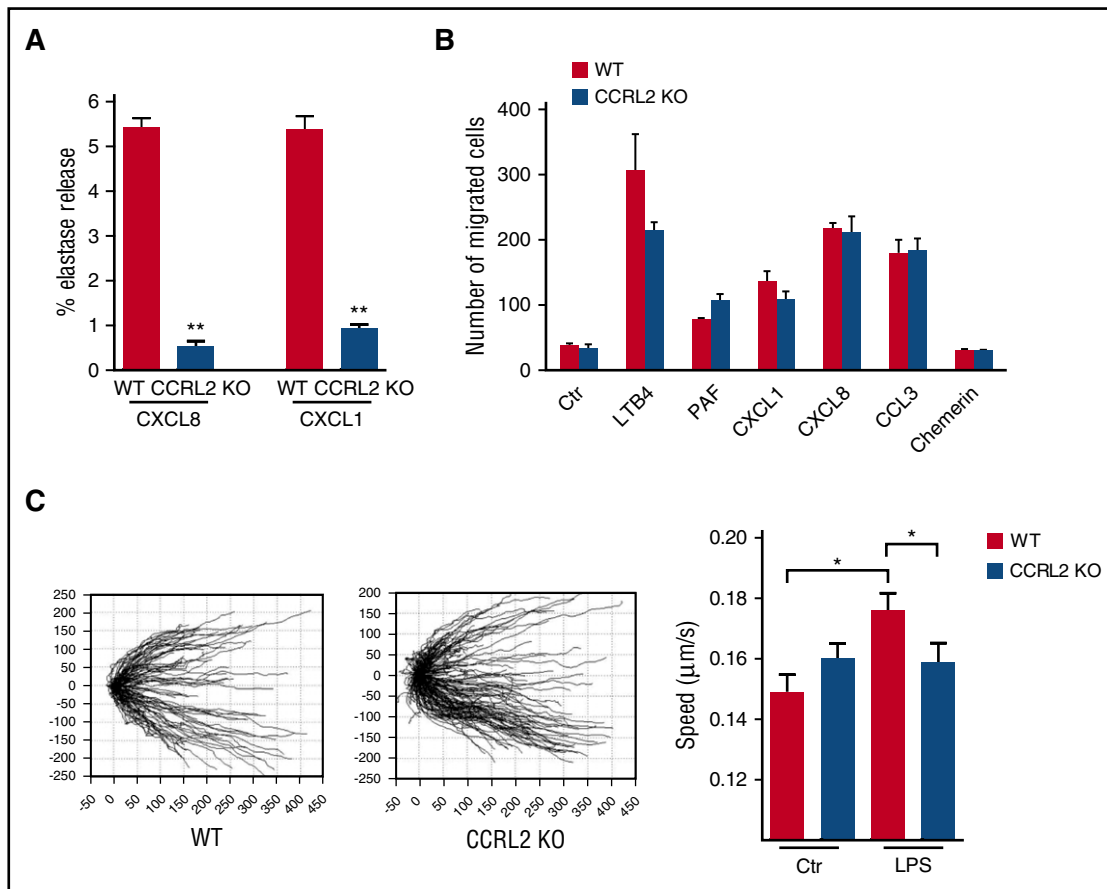 A
% elastase release
6
5
4
3
2
1
0
**
**
WT CCRL2 KO
WT CCRL2 KO
CXCL8
CXCL1
B
WT
CCRL2 KO
Number of migrated cells
400
300
200
100
0
Ctr
LTB4
PAF
CXCL1
CXCL8
CCL3
Chemerin
C
250
200
150
100
50
0
-50
-100
-150
-200
-250
-50 0 50 100 150 200 250 300 350 400 450
WT
200
150
100
50
0
-50
-100
-150
-200
-250
-50 0 50 100 150 200 250 300 350 400 450
CCRL2 KO
Speed (µm/s)
0.20
0.18
0.16
0.14
0.12
*
*
WT
CCRL2 KO
Ctr
LPS